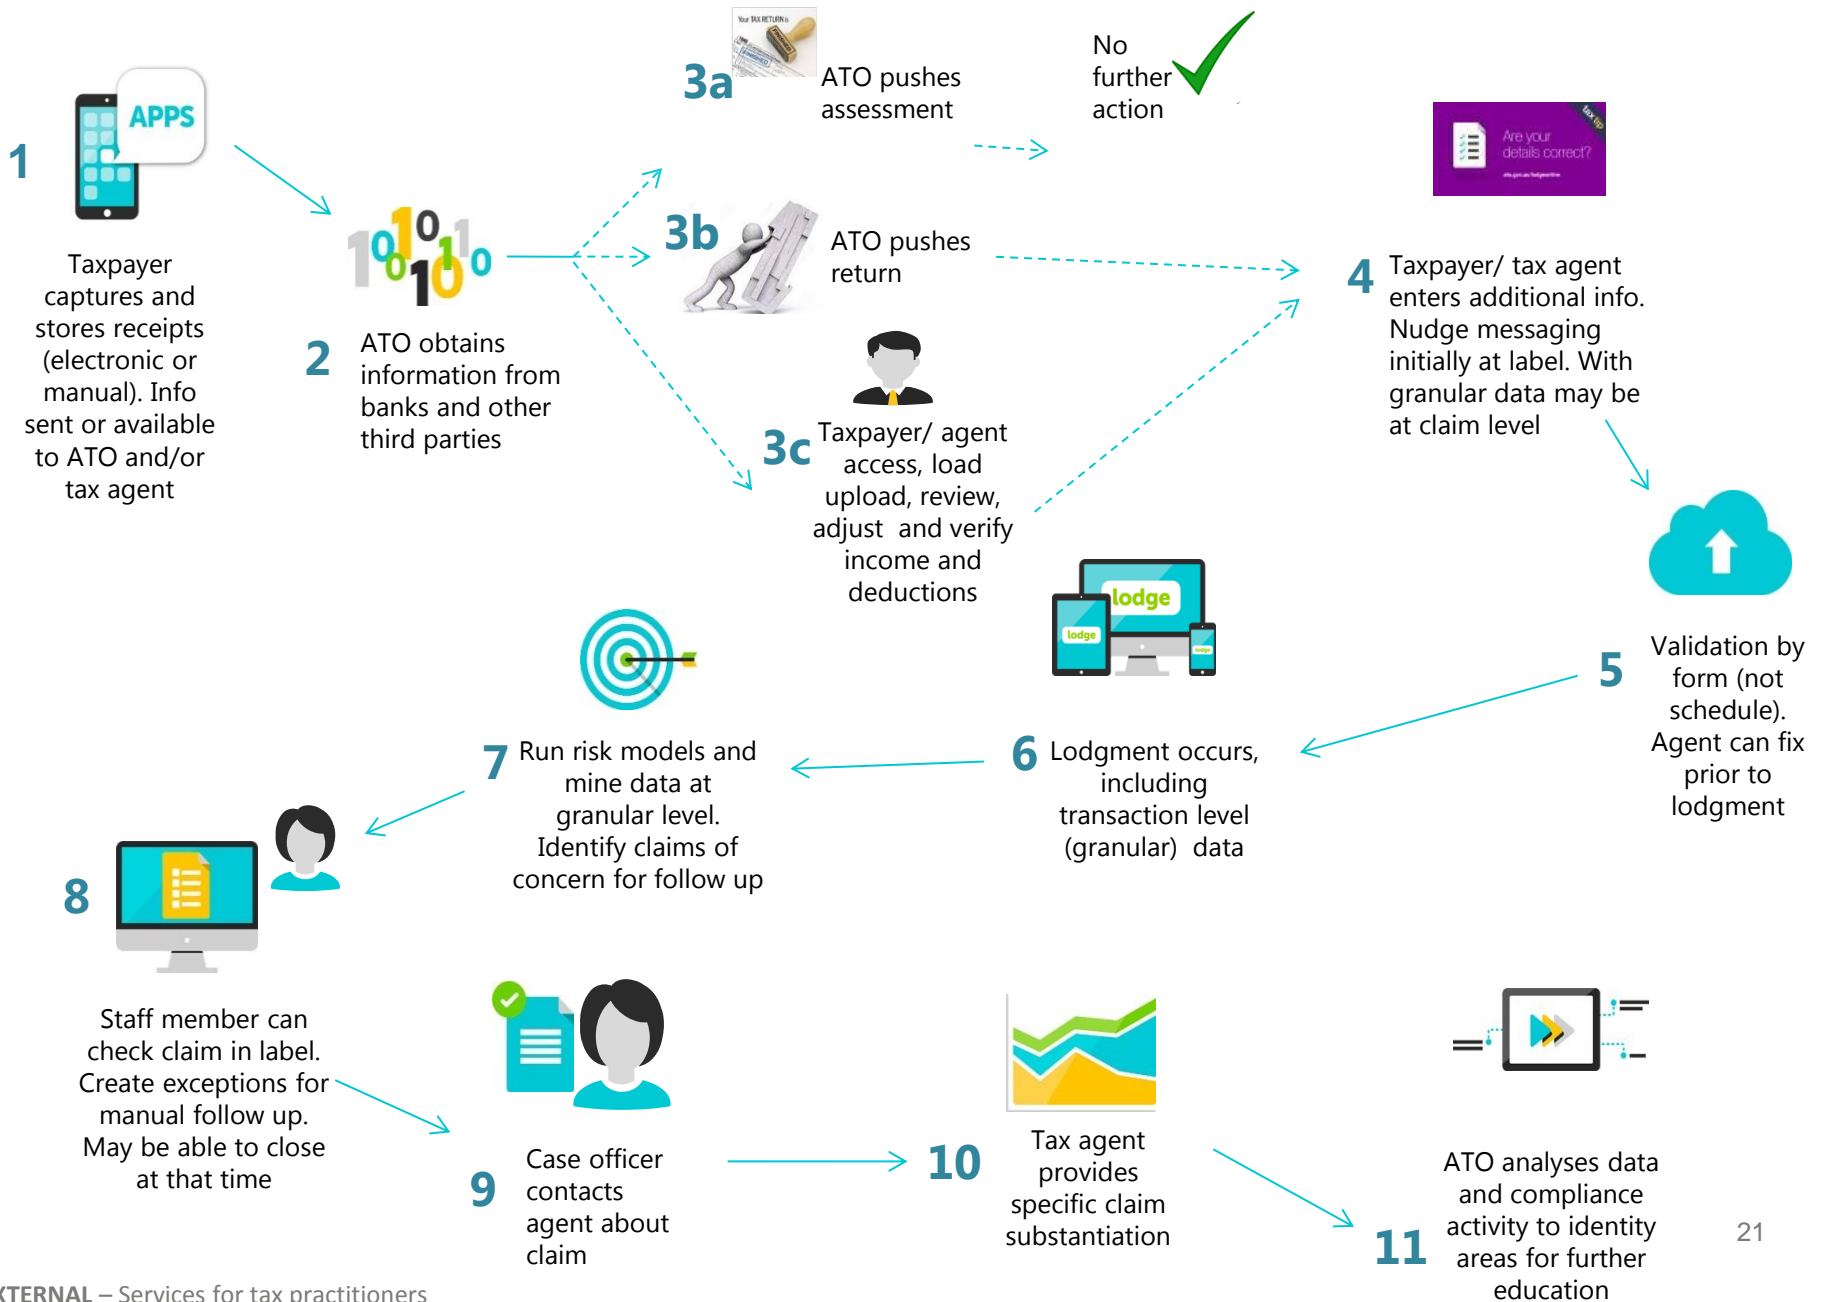 1
APPS
Taxpayer
captures and
stores receipts
(electronic or
manual). Info
sent or available
to ATO and/or
tax agent
2
ATO obtains
information from
banks and other
third parties
3a
Your TAX RETURN is
FINISHED
ATO pushes
assessment
No
further
action
3b
ATO pushes
return
3c
Taxpayer/ agent
access, load
upload, review,
adjust and verify
income and
deductions
tax tip
Are your
details correct?
4
Taxpayer/ tax agent
enters additional info.
Nudge messaging
initially at label. With
granular data may be
at claim level
5
Validation by
form (not
schedule).
Agent can fix
prior to
lodgment
lodge
lodge
lodge
6
Lodgment occurs,
including
transaction level
(granular) data
7
Run risk models and
mine data at
granular level.
Identify claims of
concern for follow up
8
Staff member can
check claim in label.
Create exceptions for
manual follow up.
May be able to close
at that time
9
Case officer
contacts
agent about
claim
10
Tax agent
provides
specific claim
substantiation
11
ATO analyses data
and compliance
activity to identity
areas for further
education
21
XTERNAL – Services for tax practitioners